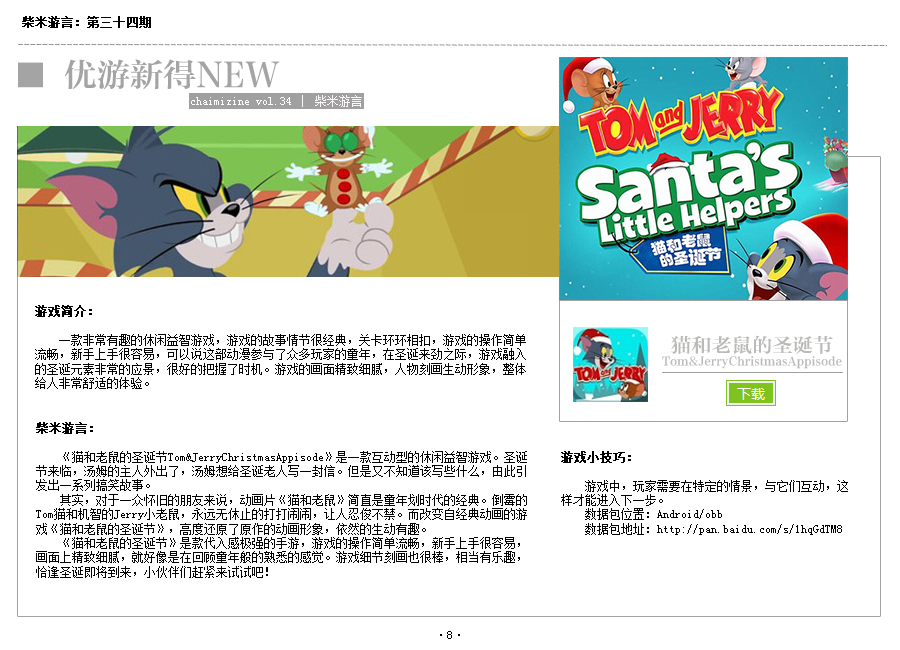 柴米游言：第三十四期
优游新得NEW
chaimizine vol.34 | 柴米游言
TOM and JERRY
Santa's
Little Helpers
猫和老鼠
的圣诞节
游戏简介：
一款非常有趣的休闲益智游戏，游戏的故事情节很经典，关卡环环相扣，游戏的操作简单
流畅，新手上手很容易，可以说这部动漫参与了众多玩家的童年，在圣诞来劲之际，游戏融入
的圣诞元素非常的应景，很好的把握了时机。游戏的画面精致细腻，人物刻画生动形象，整体
给人非常舒适的体验。
TOM and JERRY
猫和老鼠的圣诞节
Tom&JerryChristmasAppisode
下载
柴米游言：
《猫和老鼠的圣诞节Tom&JerryChristmasAppisode》是一款互动型的休闲益智游戏。圣诞
节来临，汤姆的主人外出了，汤姆想给圣诞老人写一封信。但是又不知道该写些什么，由此引
发出一系列搞笑故事。
其实，对于一众怀旧的朋友来说，动画片《猫和老鼠》简直是童年划时代的经典。倒霉的
Tom猫和机智的Jerry小老鼠，永远无休止的打打闹闹，让人忍俊不禁。而改变自经典动画的游
戏《猫和老鼠的圣诞节》，高度还原了原作的动画形象，依然的生动有趣。
《猫和老鼠的圣诞节》是款代入感极强的手游，游戏的操作简单流畅，新手上手很容易，
画面上精致细腻，就好像是在回顾童年般的熟悉的感觉。游戏细节刻画也很棒，相当有乐趣，
恰逢圣诞即将到来，小伙伴们赶紧来试试吧！
游戏小技巧：
游戏中，玩家需要在特定的情景，与它们互动，这
样才能进入下一步。
数据包位置：Android/obb
数据包地址：http://pan.baidu.com/s/1hqGdTM8
·8·